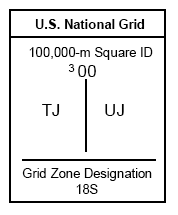 U.S. National Grid
100,000-m Square ID
³00
TJ UJ
Grid Zone Designation
18S